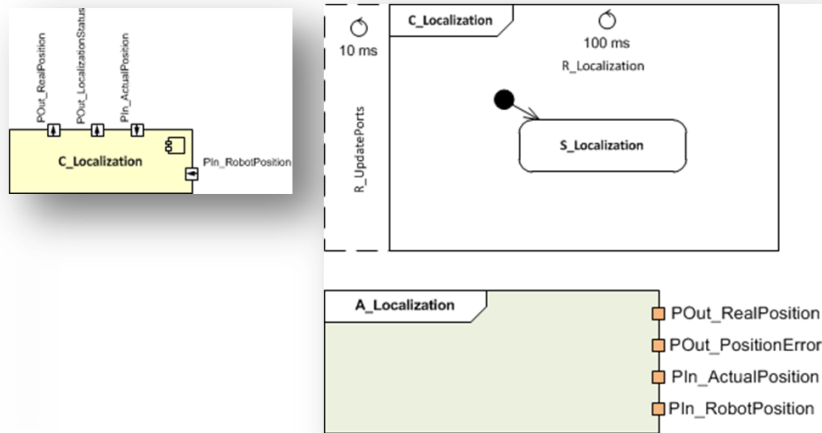 POut_RealPosition
POut_LocalizationStatus
PIn_ActualPosition
C_Localization
PIn_RobotPosition
10 ms
R_UpdatePorts
C_Localization
100 ms
R_Localization
S_Localization
A_Localization
POut_RealPosition
POut_PositionError
PIn_ActualPosition
PIn_RobotPosition